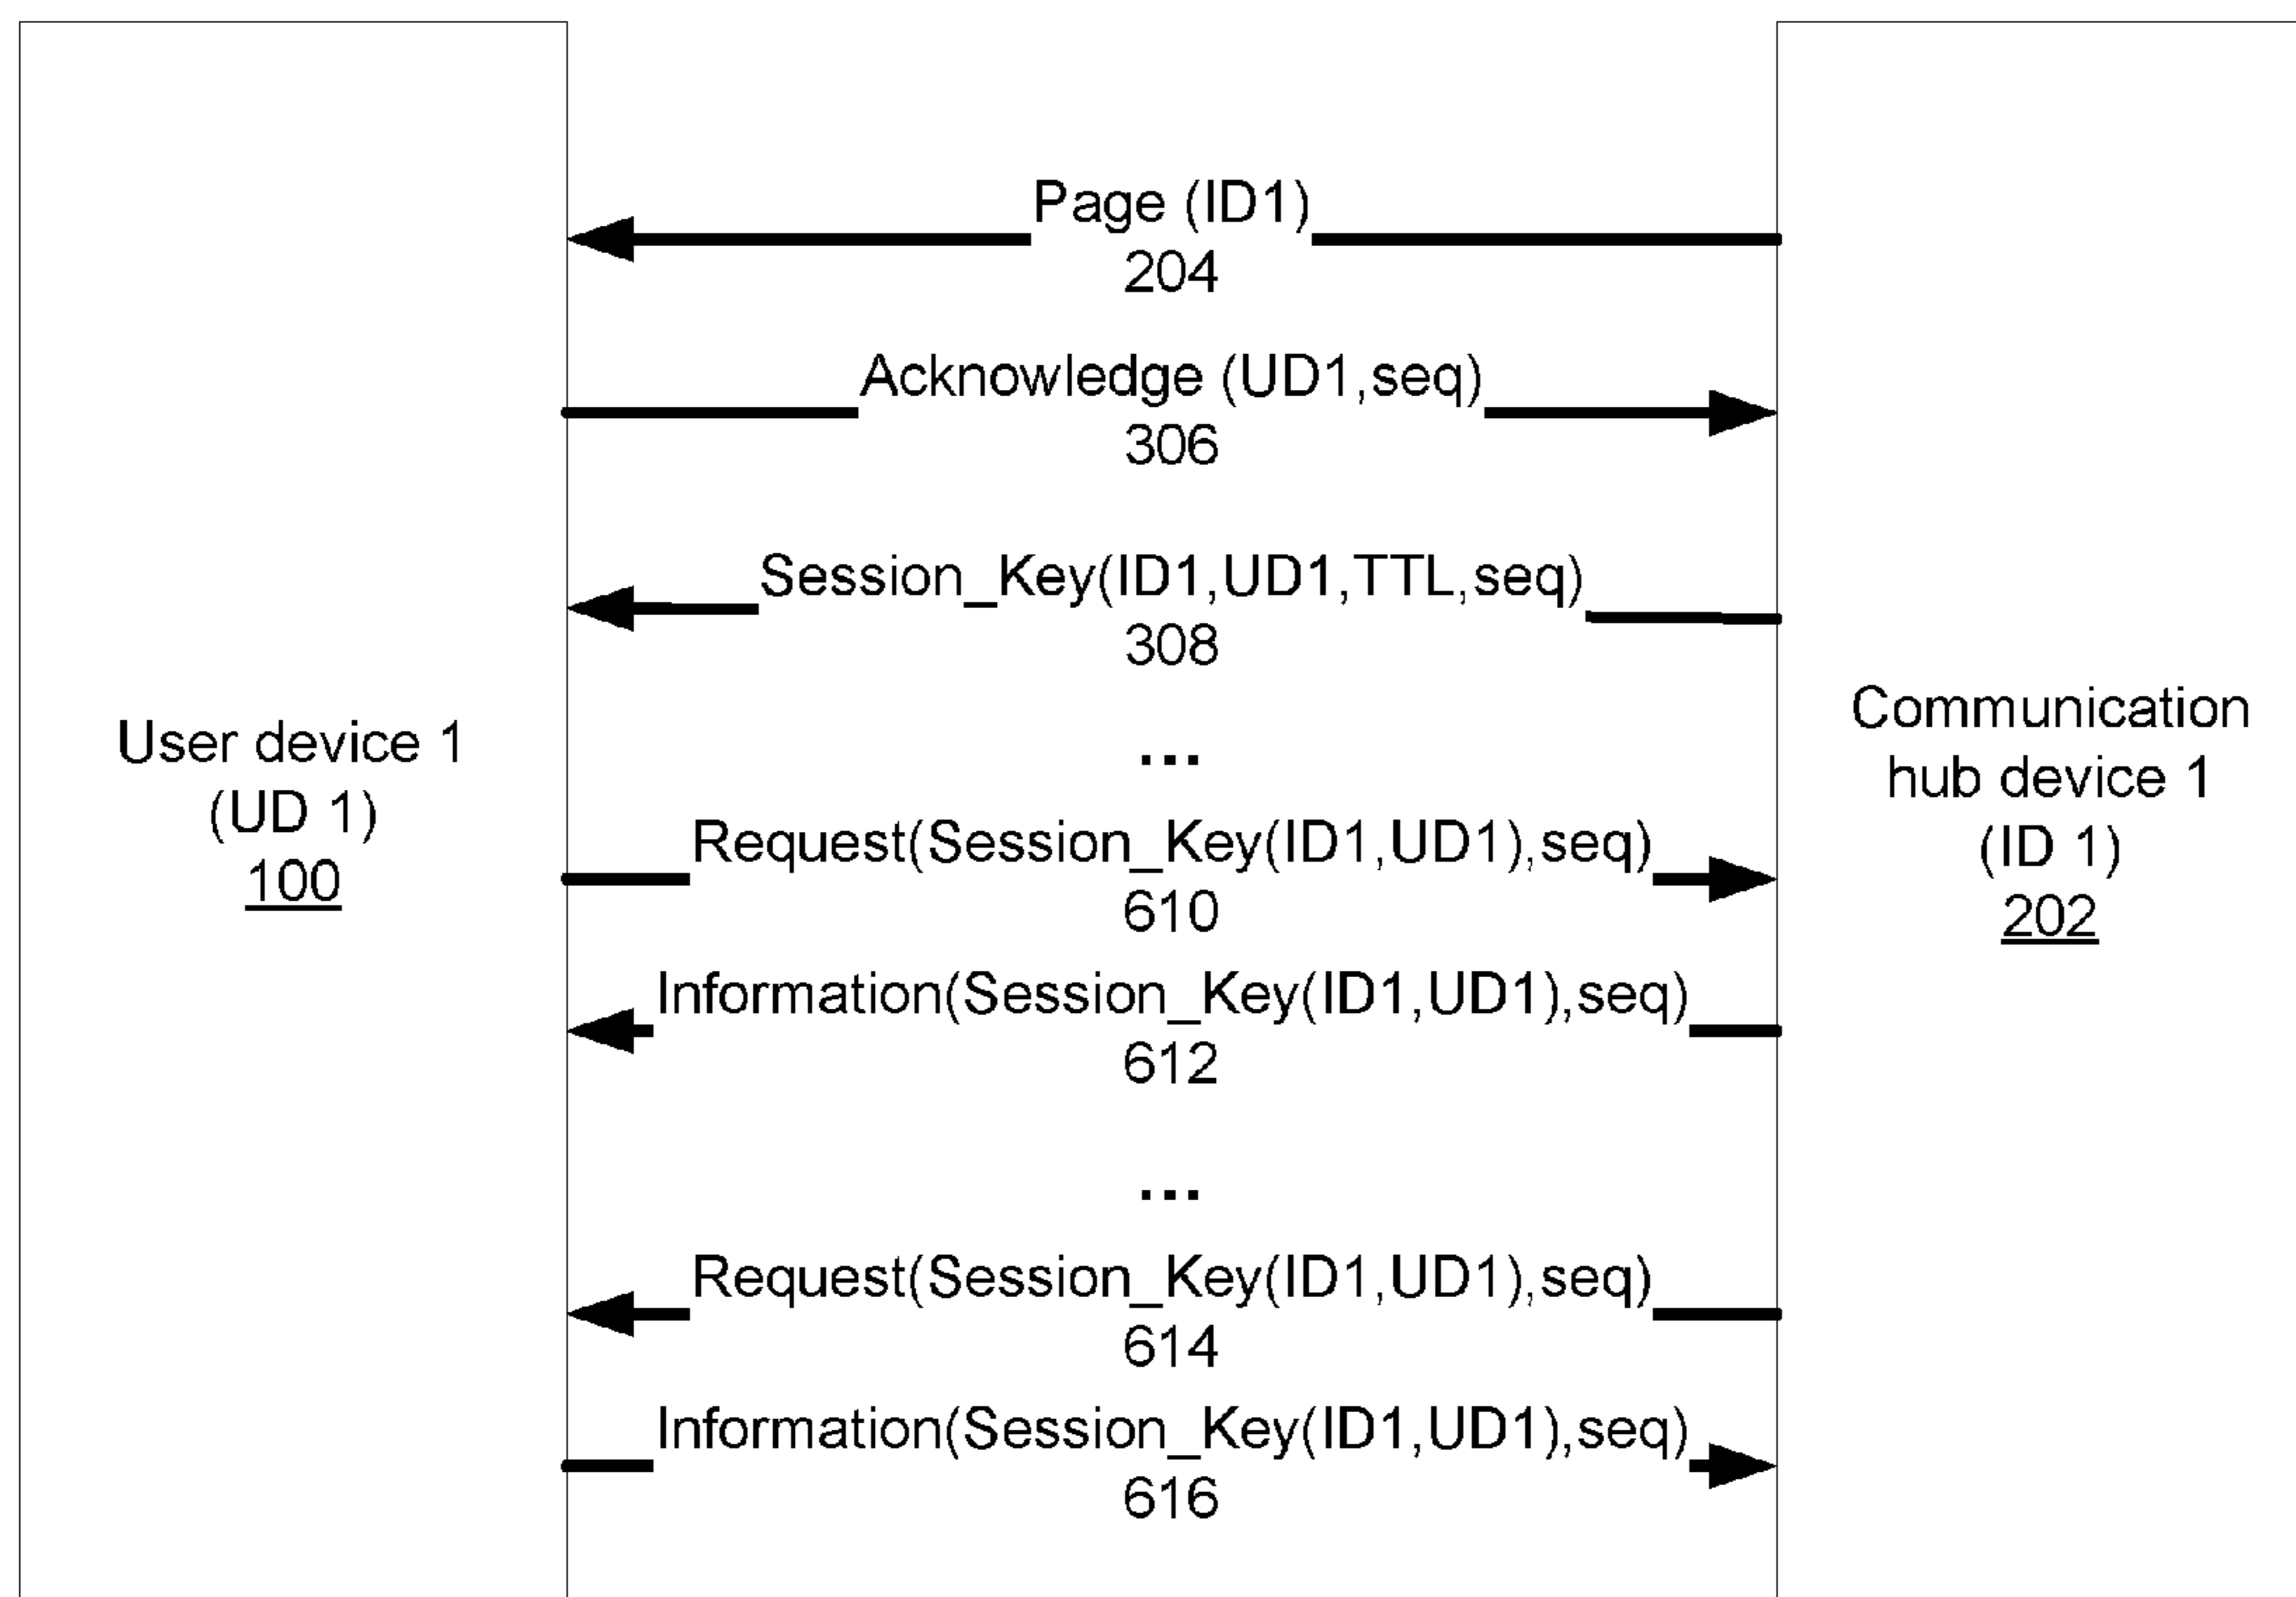 Page (ID1)
204
Acknowledge (UD1,seq)
306
Session_Key(ID1,UD1,TTL,seq)
308
...
User device 1
(UD 1)
100
Communication
hub device 1
(ID 1)
202
Request(Session_Key(ID1,UD1),seq)
610
Information(Session_Key(ID1,UD1),seq)
612
...
Request(Session_Key(ID1,UD1),seq)
614
Information(Session_Key(ID1,UD1),seq)
616